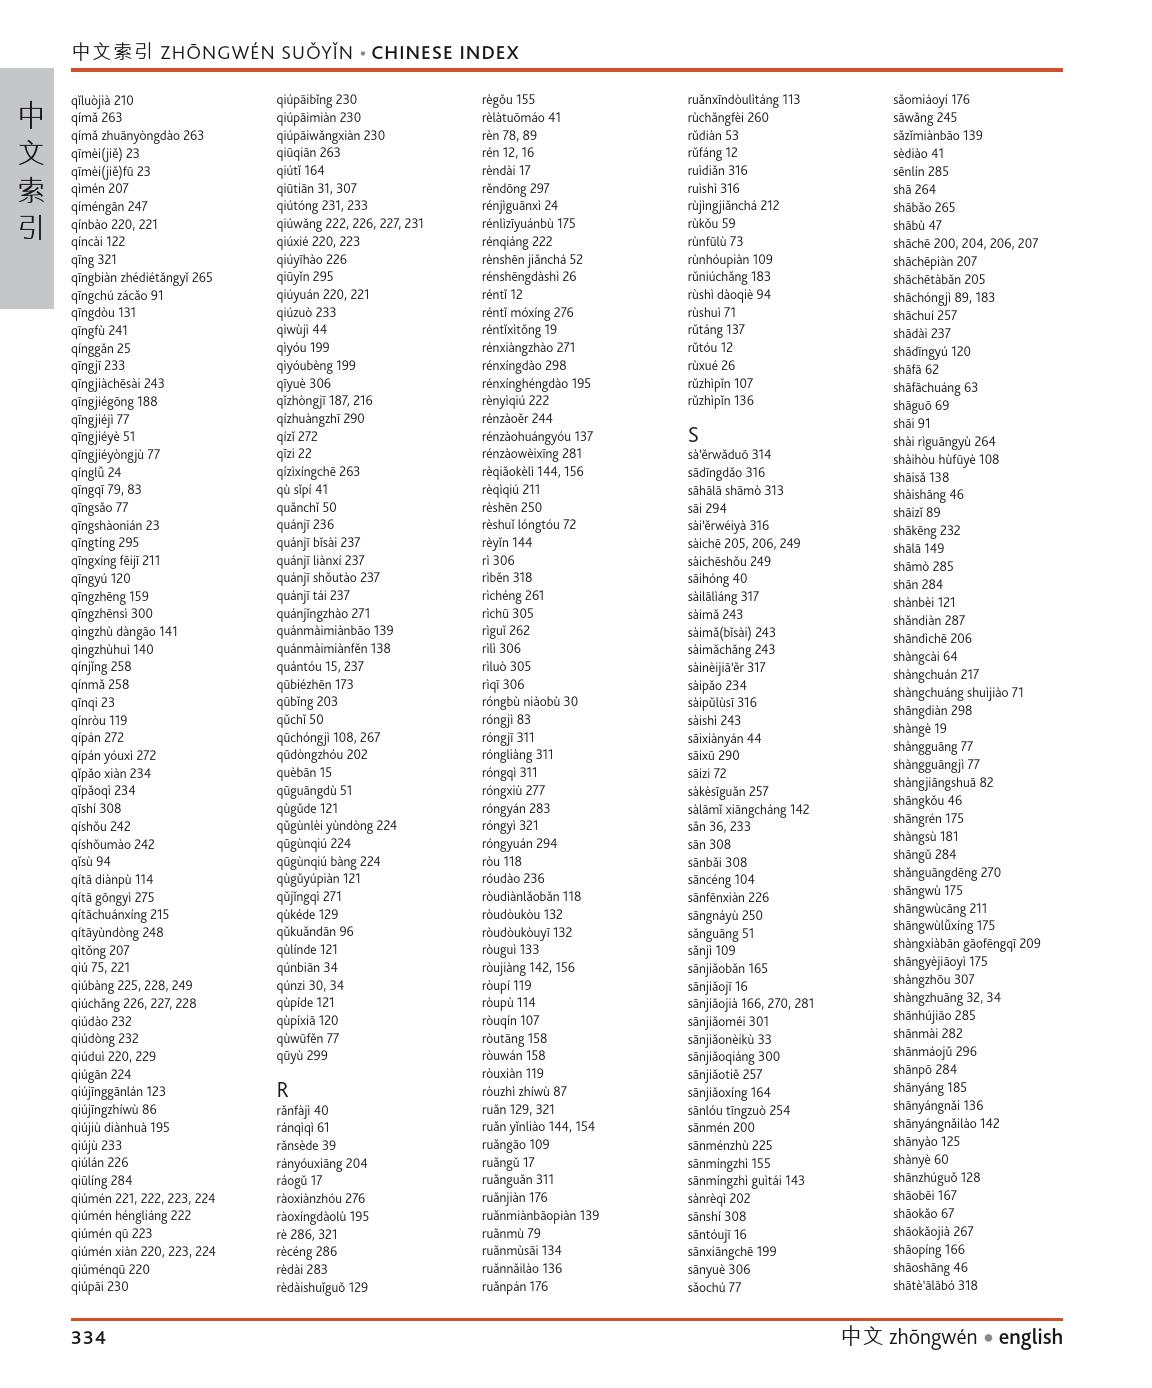 中文索引 ZHŌNGWÉN SUǑYǏN • CHINESE INDEX
中
文
索
引
qǐluòjià 210
qímǎ 263
qímǎ zhuānyòngdào 263
qīmèi(jiě) 23
qīmèi(jiě)fū 23
qìmén 207
qíméngān 247
qínbào 220, 221
qíncài 122
qīng 321
qīngbiàn zhédiétǎngyǐ 265
qīngchú zácǎo 91
qīngdòu 131
qīngfù 241
qínggǎn 25
qīngjī 233
qīngjiàchēsài 243
qīngjiégōng 188
qīngjiéjì 77
qīngjiéyè 51
qīngjiéyòngjù 77
qínglǚ 24
qīngqī 79, 83
qīngsǎo 77
qīngshàonián 23
qīngtíng 295
qīngxíng fēijī 211
qīngyú 120
qīngzhēng 159
qīngzhēnsì 300
qìngzhù dàngāo 141
qìngzhùhuì 140
qínjǐng 258
qínmǎ 258
qīnqi 23
qínròu 119
qípán 272
qípán yóuxì 272
qǐpǎo xiàn 234
qǐpǎoqì 234
qīshí 308
qíshǒu 242
qíshǒumào 242
qǐsù 94
qítā diànpù 114
qítā gōngyì 275
qítāchuánxíng 215
qítāyùndòng 248
qìtǒng 207
qiú 75, 221
qiúbàng 225, 228, 249
qiúchǎng 226, 227, 228
qiúdào 232
qiúdòng 232
qiúduì 220, 229
qiúgān 224
qiújīnggānlán 123
qiújīngzhíwù 86
qiújiù diànhuà 195
qiújù 233
qiúlán 226
qiūlíng 284
qiúmén 221, 222, 223, 224
qiúmén héngliáng 222
qiúmén qū 223
qiúmén xiàn 220, 223, 224
qiúménqū 220
qiúpāi 230
qiúpāibǐng 230
qiúpāimiàn 230
qiúpāiwǎngxiàn 230
qiūqiān 263
qiútǐ 164
qiūtiān 31, 307
qiútóng 231, 233
qiúwǎng 222, 226, 227, 231
qiúxié 220, 223
qiúyīhào 226
qiūyǐn 295
qiúyuán 220, 221
qiúzuò 233
qìwùjì 44
qìyóu 199
qìyóubèng 199
qīyuè 306
qǐzhòngjī 187, 216
qízhuàngzhī 290
qízǐ 272
qīzi 22
qízìxíngchē 263
qù sǐpí 41
quǎnchǐ 50
quánjī 236
quánjī bǐsài 237
quánjī liànxí 237
quánjī shǒutào 237
quánjī tái 237
quánjǐngzhào 271
quánmàimiànbāo 139
quánmàimiànfěn 138
quántóu 15, 237
qūbiézhēn 173
qūbǐng 203
qǔchǐ 50
qūchóngjì 108, 267
qūdòngzhóu 202
quèbān 15
qūguāngdù 51
qùgǔde 121
qǔgùnlèi yùndòng 224
qūgùnqiú 224
qūgùnqiú bàng 224
qùgǔyúpiàn 121
qǔjǐngqì 271
qùkéde 129
qǔkuǎndān 96
qùlínde 121
qúnbiān 34
qúnzi 30, 34
qùpíde 121
qùpíxiā 120
qùwūfěn 77
qūyù 299
R
rǎnfàjì 40
ránqìqì 61
rǎnsède 39
rányóuxiāng 204
ráogǔ 17
ràoxiànzhóu 276
ràoxíngdàolù 195
rè 286, 321
rècéng 286
rèdài 283
rèdàishuǐguǒ 129
règǒu 155
rèlàtuōmáo 41
rèn 78, 89
rén 12, 16
rèndài 17
rěndōng 297
rénjìguānxì 24
rénlìzīyuánbù 175
rénqiáng 222
rènshēn jiǎnchá 52
rénshēngdàshì 26
réntǐ 12
réntǐ móxíng 276
réntǐxìtǒng 19
rénxiàngzhào 271
rénxíngdào 298
rénxínghéngdào 195
rènyìqiú 222
rénzàoěr 244
rénzàohuángyóu 137
rénzàowèixīng 281
rèqiǎokèlì 144, 156
rèqìqiú 211
rèshēn 250
rèshuǐ lóngtóu 72
rèyǐn 144
rì 306
rìběn 318
rìchéng 261
rìchū 305
rìguǐ 262
rìlì 306
rìluò 305
rìqī 306
róngbù niàobù 30
róngjì 83
róngjī 311
róngliàng 311
róngqì 311
róngxiù 277
róngyán 283
róngyì 321
róngyuán 294
ròu 118
róudào 236
ròudiànlǎobǎn 118
ròudòukòu 132
ròudòukòuyī 132
ròuguì 133
ròujiàng 142, 156
ròupí 119
ròupù 114
ròuqín 107
ròutāng 158
ròuwán 158
ròuxiàn 119
ròuzhì zhíwù 87
ruǎn 129, 321
ruǎn yǐnliào 144, 154
ruǎngāo 109
ruǎngǔ 17
ruǎnguǎn 311
ruǎnjiàn 176
ruǎnmiànbāopiàn 139
ruǎnmù 79
ruǎnmùsāi 134
ruǎnnǎilào 136
ruǎnpán 176
ruǎnxīndòulìtáng 113
rùchǎngfèi 260
rǔdiàn 53
rǔfáng 12
ruìdiǎn 316
ruìshì 316
rùjìngjiǎnchá 212
rùkǒu 59
rùnfūlù 73
rùnhóupiàn 109
rǔniúchǎng 183
rùshì dàoqiè 94
rùshuì 71
rǔtáng 137
rǔtóu 12
rùxué 26
rǔzhìpǐn 107
rǔzhìpǐn 136
S
sà'ěrwǎduō 314
sādīngdǎo 316
sāhālā shāmò 313
sāi 294
sài'ěrwéiyà 316
sàichē 205, 206, 249
sàichēshǒu 249
sāihóng 40
sàilālìáng 317
sàimǎ 243
sàimǎ(bǐsài) 243
sàimǎchǎng 243
sàinèijiā'ěr 317
sàipǎo 234
sàipǔlùsī 316
sàishì 243
sāixiànyán 44
sāixū 290
sāizi 72
sàkèsīguǎn 257
sàlāmǐ xiāngcháng 142
sǎn 36, 233
sān 308
sānbǎi 308
sāncéng 104
sānfēnxiàn 226
sāngnáyù 250
sǎnguāng 51
sǎnjì 109
sānjiǎobǎn 165
sānjiǎojī 16
sānjiǎojià 166, 270, 281
sānjiǎoméi 301
sānjiǎonèikù 33
sānjiǎoqiáng 300
sānjiǎotiě 257
sānjiǎoxíng 164
sānlóu tīngzuò 254
sānmén 200
sānménzhù 225
sānmíngzhì 155
sānmíngzhì guìtái 143
sànrèqì 202
sānshí 308
sāntóujī 16
sānxiāngchē 199
sānyuè 306
sǎochú 77
sǎomiáoyí 176
sāwǎng 245
sǎzǐmiànbāo 139
sèdiào 41
sēnlín 285
shā 264
shābǎo 265
shābù 47
shāchē 200, 204, 206, 207
shāchēpiàn 207
shāchētàbǎn 205
shāchóngjì 89, 183
shāchuí 257
shādài 237
shādīngyú 120
shāfā 62
shāfāchuáng 63
shāguō 69
shāi 91
shài rìguāngyù 264
shàihòu hùfūyè 108
shāisǎ 138
shàishāng 46
shāizǐ 89
shākēng 232
shālā 149
shāmò 285
shān 284
shànbèi 121
shǎndiàn 287
shāndìchē 206
shàngcài 64
shàngchuán 217
shàngchuáng shuìjiào 71
shāngdiàn 298
shàngè 19
shàngguāng 77
shàngguāngjì 77
shàngjiāngshuā 82
shāngkǒu 46
shāngrén 175
shàngsù 181
shāngǔ 284
shǎnguāngdēng 270
shāngwù 175
shāngwùcāng 211
shāngwùlǚxíng 175
shàngxiàbān gāofēngqī 209
shāngyèjiāoyì 175
shàngzhōu 307
shàngzhuāng 32, 34
shānhújiāo 285
shānmài 282
shānmáojǔ 296
shānpō 284
shānyáng 185
shānyángnǎi 136
shānyángnǎilào 142
shānyào 125
shànyè 60
shānzhúguǒ 128
shāobēi 167
shāokǎo 67
shāokǎojià 267
shāopíng 166
shāoshāng 46
shātè'ālābó 318
334
中文 zhōngwén • english